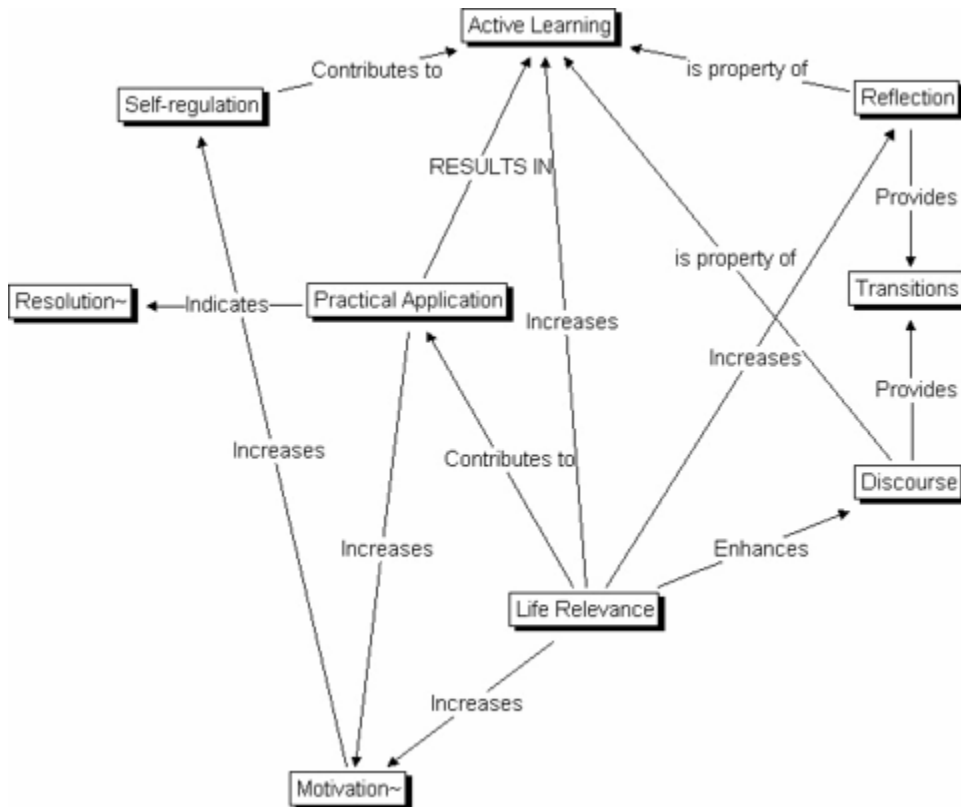 Active Learning
Contributes to
is property of
Self-regulation
Reflection
RESULTS IN
Provides
is property of
Resolution~
Indicates
Practical Application
Transitions
Increases
Increases
Provides
Increases
Contributes to
Discourse
Increases
Enhances
Life Relevance
Increases
Motivation~